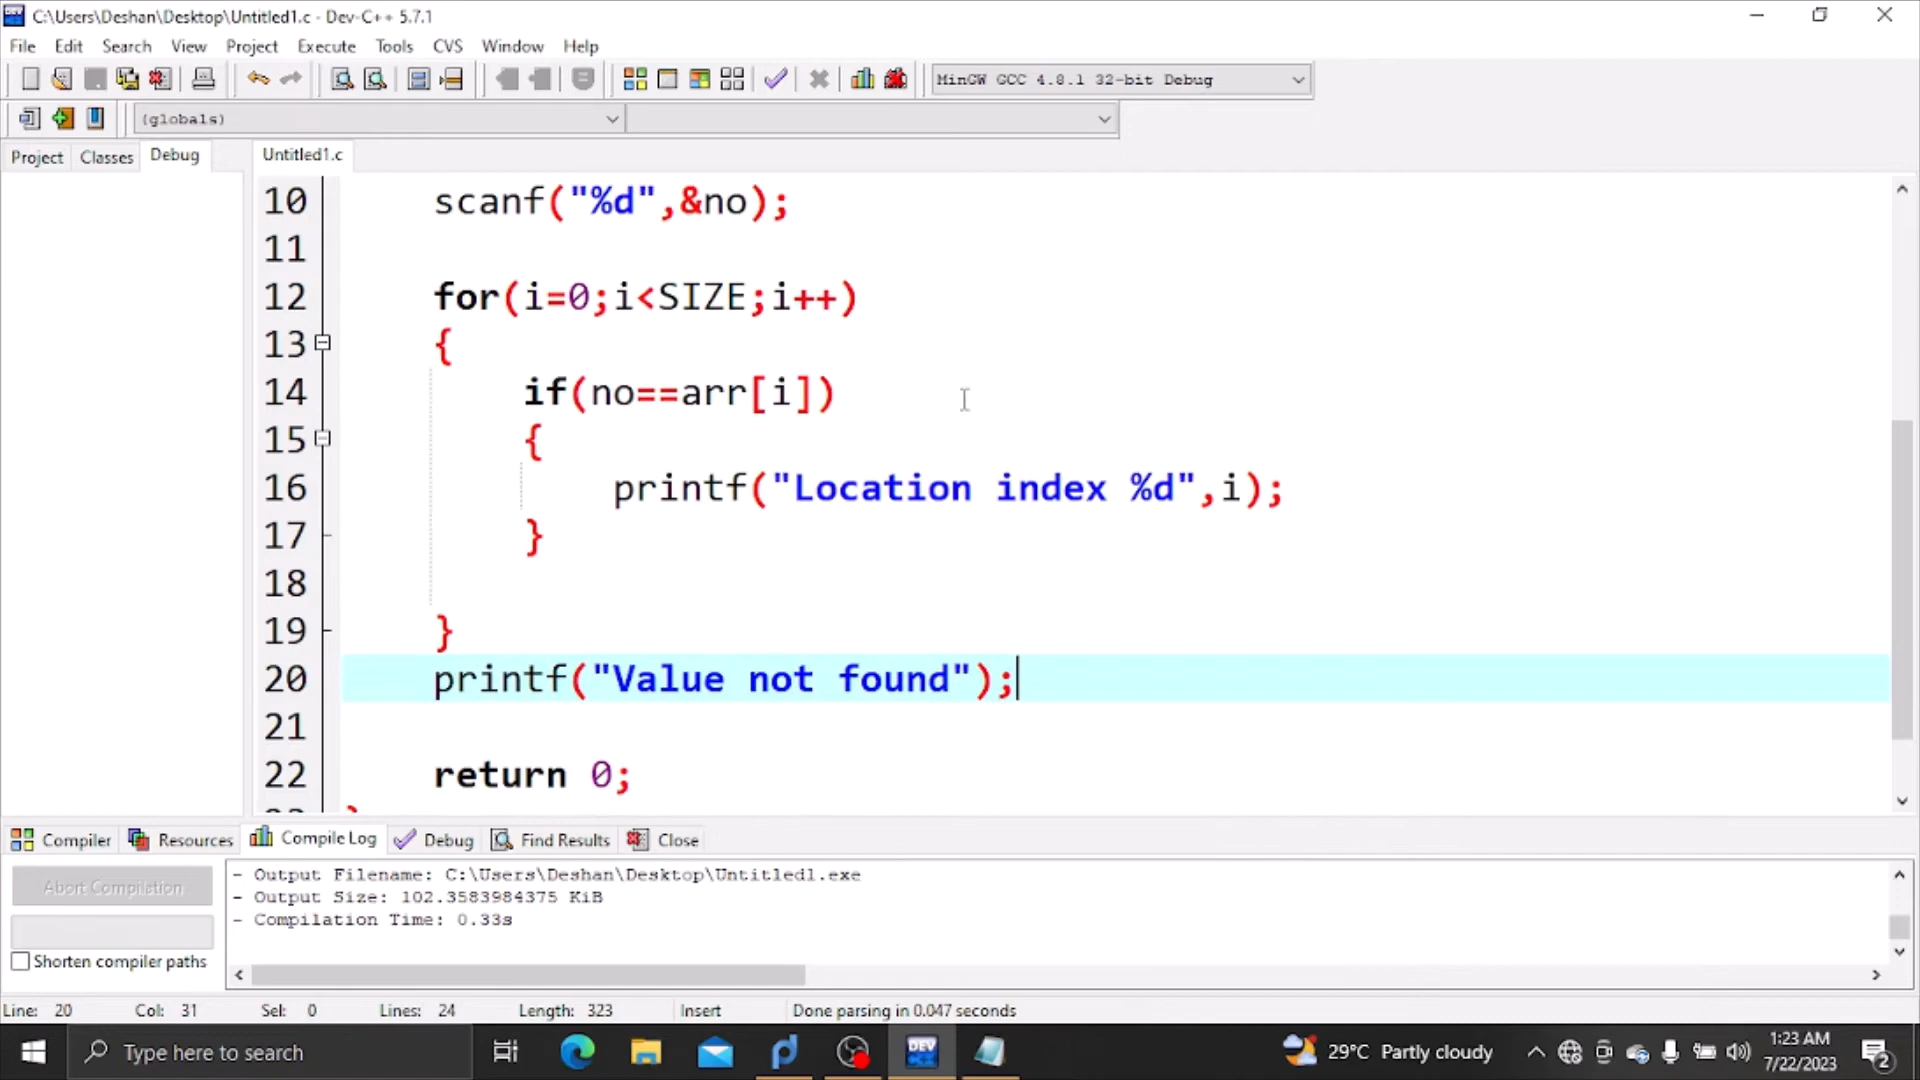 C:\Users\Deshan\Desktop\Untitled1.c - Dev-C++ 5.7.1
File Edit Search View Project Execute Tools CVS Window Help
MinGW GCC 4.8.1 32-bit Debug
(globals)
Project Classes Debug Untitled1.c
10 scanf("%d",&no);
11
12 for(i=0;i<SIZE;i++)
13 {
14 if(no==arr[i])
15 {
16 printf("Location index %d",i);
17 }
18
19 }
20 printf("Value not found");
21
22 return 0;
Compiler Resources Compile Log Debug Find Results Close
Abort Compilation
- Output Filename: C:\Users\Deshan\Desktop\Untitled1.exe
- Output Size: 102.3583984375 KiB
- Compilation Time: 0.33s
Shorten compiler paths
Line: 20 Col: 31 Sel: 0 Lines: 24 Length: 323 Insert Done parsing in 0.047 seconds
Type here to search
DEV
29°C Partly cloudy
1:23 AM
7/22/2023
2